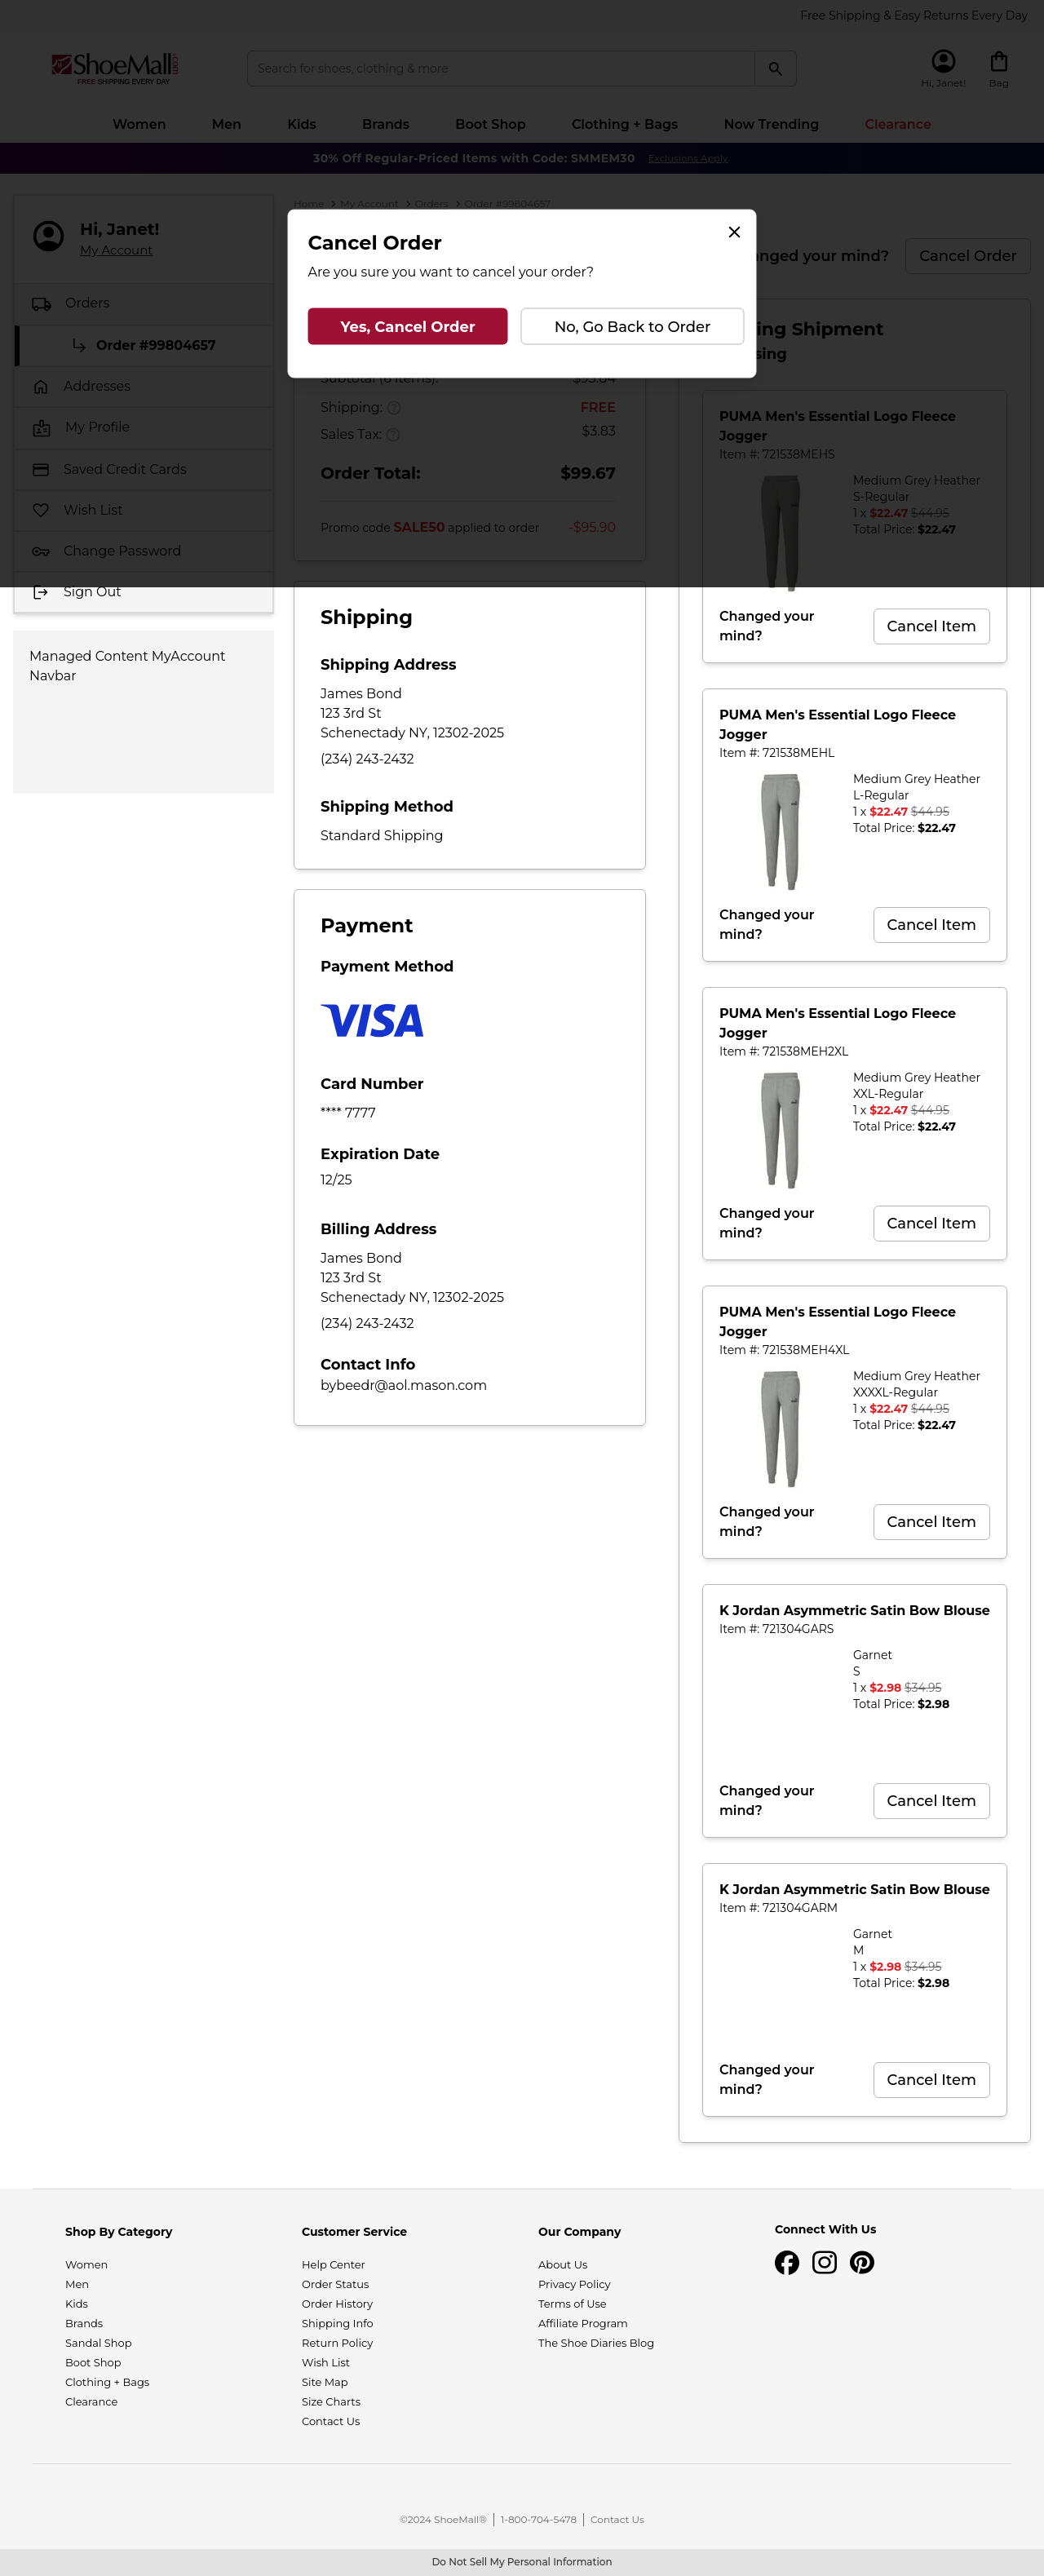 Free Shipping & Easy Returns Every Day
ShoeMall.COM
FREE SHIPPING EVERY DAY
Search for shoes, clothing & more
Hi, Janet!
Bag
Women Men Kids Brands Boot Shop Clothing + Bags Now Trending Clearance
30% Off Regular-Priced Items with Code: SMMEM30 Exclusions Apply
Hi, Janet!
My Account
Orders
Order #99804657
Addresses
My Profile
Saved Credit Cards
Wish List
Change Password
Sign Out
Managed Content MyAccount
Navbar
Home > My Account > Orders > Order #99804657
Cancel Order
Are you sure you want to cancel your order?
Yes, Cancel Order
No, Go Back to Order
your mind?
Cancel Order
Subtotal (6 items): $95.84
Shipping: FREE
Sales Tax: $3.83
Order Total: $99.67
Promo code SALE50 applied to order -$95.90
Shipping
Shipping Address
James Bond
123 3rd St
Schenectady NY, 12302-2025
(234) 243-2432
Shipping Method
Standard Shipping
Payment
Payment Method
VISA
Card Number
**** 7777
Expiration Date
12/25
Billing Address
James Bond
123 3rd St
Schenectady NY, 12302-2025
(234) 243-2432
Contact Info
bybeedr@aol.mason.com
Shipment
PUMA Men's Essential Logo Fleece
Jogger
Item #: 721538MEHS
Medium Grey Heather
S-Regular
1 x $22.47 $44.95
Total Price: $22.47
Changed your
mind?
Cancel Item
PUMA Men's Essential Logo Fleece
Jogger
Item #: 721538MEHL
Medium Grey Heather
L-Regular
1 x $22.47 $44.95
Total Price: $22.47
Changed your
mind?
Cancel Item
PUMA Men's Essential Logo Fleece
Jogger
Item #: 721538MEH2XL
Medium Grey Heather
XXL-Regular
1 x $22.47 $44.95
Total Price: $22.47
Changed your
mind?
Cancel Item
PUMA Men's Essential Logo Fleece
Jogger
Item #: 721538MEH4XL
Medium Grey Heather
XXXXL-Regular
1 x $22.47 $44.95
Total Price: $22.47
Changed your
mind?
Cancel Item
K Jordan Asymmetric Satin Bow Blouse
Item #: 721304GARS
Garnet
S
1 x $2.98 $34.95
Total Price: $2.98
Changed your
mind?
Cancel Item
K Jordan Asymmetric Satin Bow Blouse
Item #: 721304GARM
Garnet
M
1 x $2.98 $34.95
Total Price: $2.98
Changed your
mind?
Cancel Item
Shop By Category
Women
Men
Kids
Brands
Sandal Shop
Boot Shop
Clothing + Bags
Clearance
Customer Service
Help Center
Order Status
Order History
Shipping Info
Return Policy
Wish List
Site Map
Size Charts
Contact Us
Our Company
About Us
Privacy Policy
Terms of Use
Affiliate Program
The Shoe Diaries Blog
Connect With Us
©2024 ShoeMall® | 1-800-704-5478 | Contact Us
Do Not Sell My Personal Information